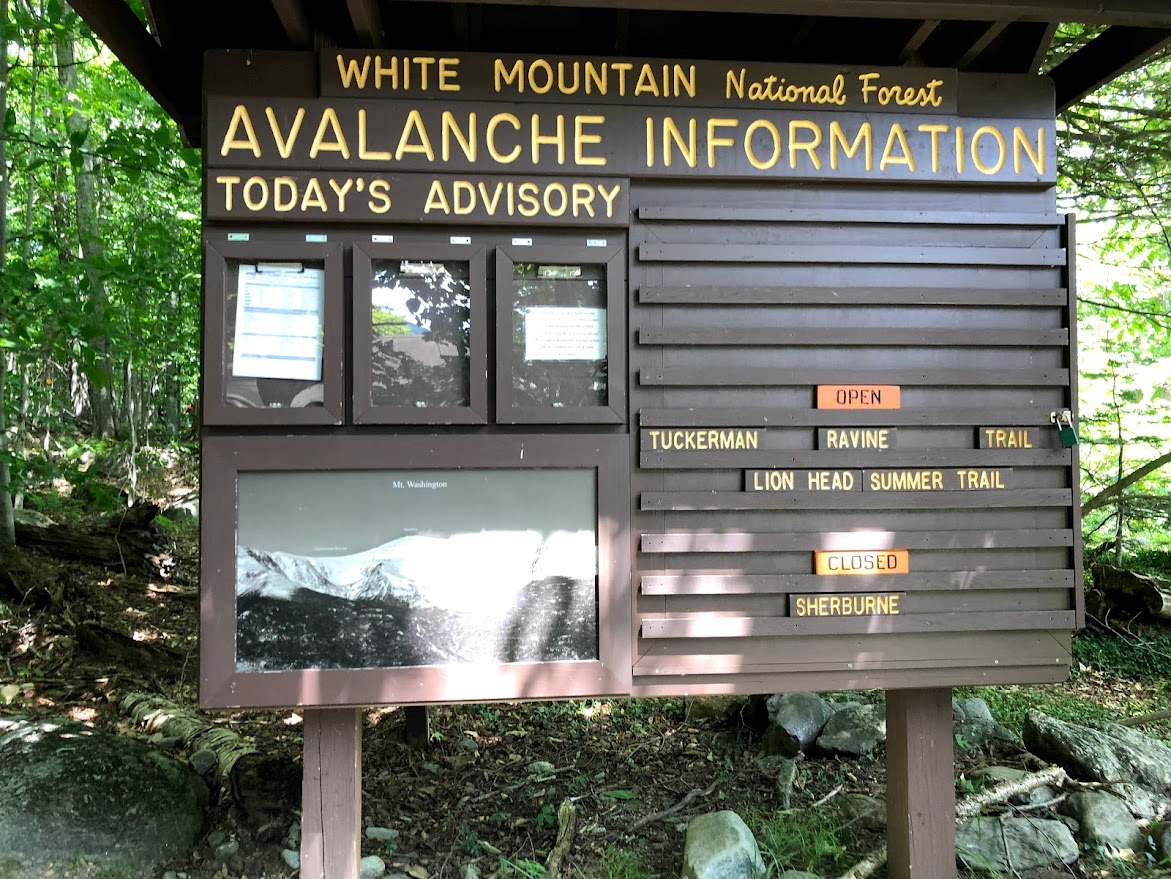 WHITE MOUNTAIN National Forest
AVALANCHE INFORMATION
TODAY'S ADVISORY
OPEN
TUCKERMAN RAVINE TRAIL
LION HEAD SUMMER TRAIL
CLOSED
SHERBURNE
Mt. Washington